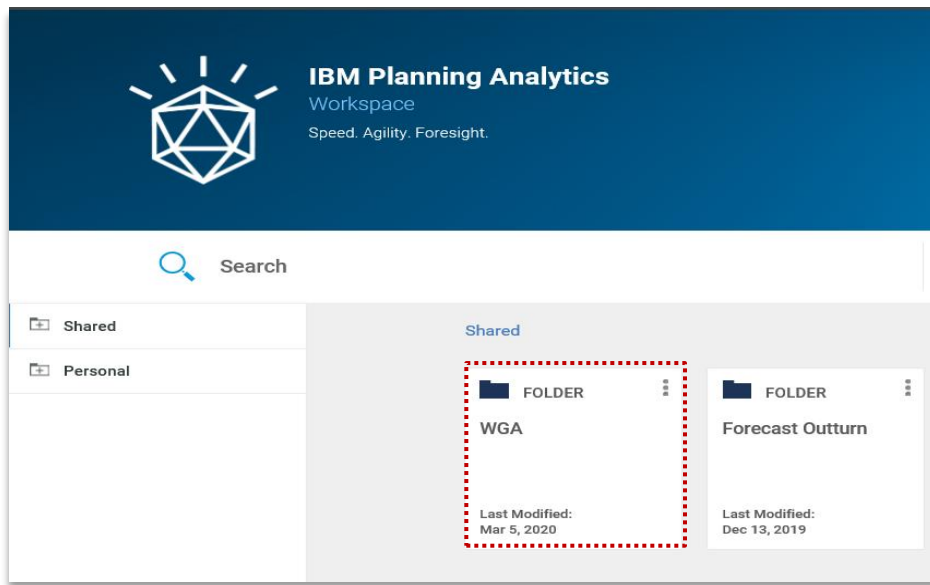 IBM Planning Analytics
Workspace
Speed. Agility. Foresight.
Search
Shared
Personal
Shared
FOLDER
WGA
Last Modified:
Mar 5, 2020
FOLDER
Forecast Outturn
Last Modified:
Dec 13, 2019